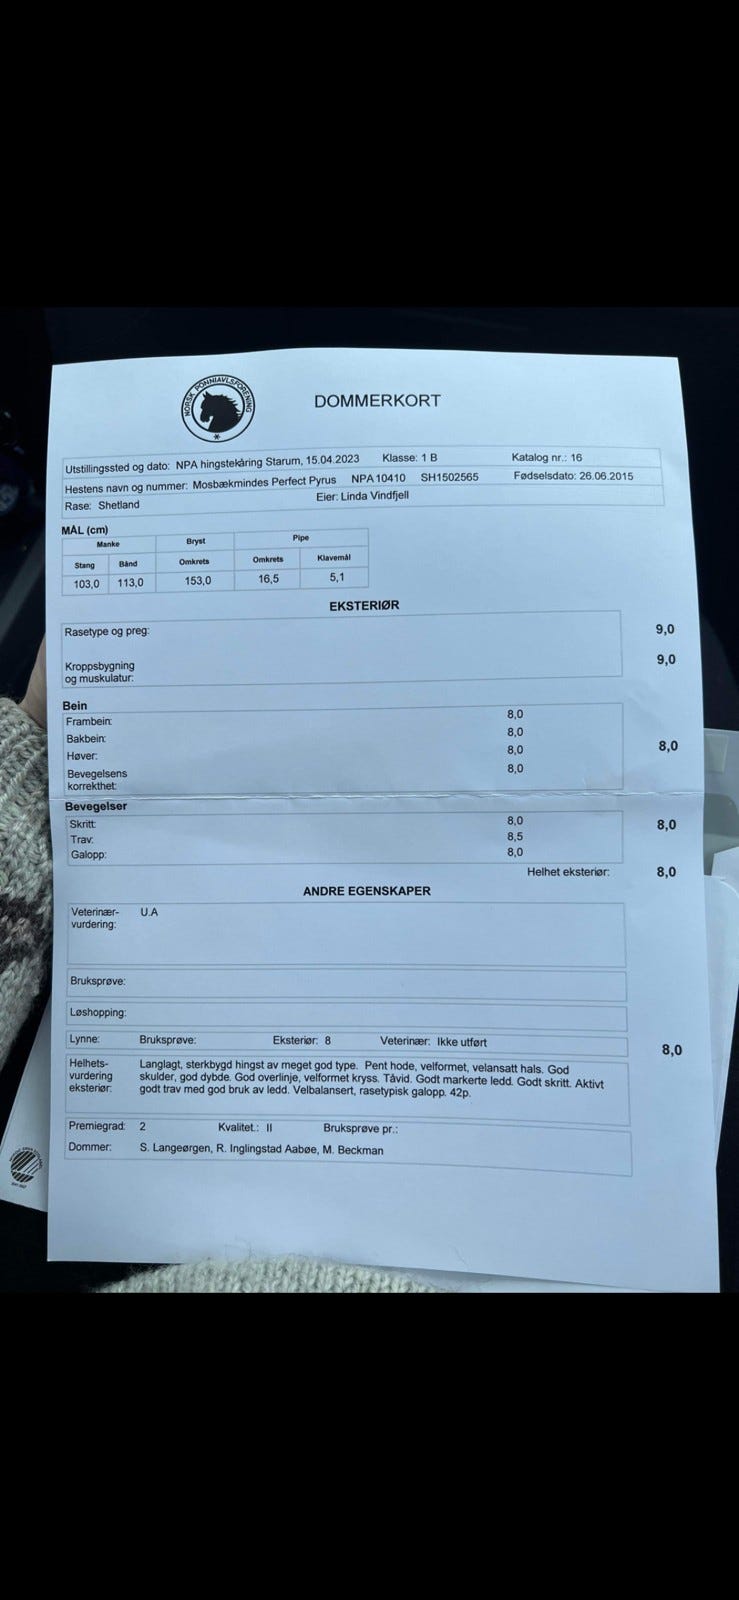 NORSK PONNIAVLSFORENING
DOMMERKORT
Utstillingssted og dato: NPA hingstekåring Starum, 15.04.2023 Klasse: 1 B Katalog nr.: 16
Hestens navn og nummer: Mosbækmindes Perfect Pyrus NPA10410 SH1502565 Fødselsdato: 26.06.2015
Rase: Shetland Eier: Linda Vindfjell
MÅL (cm)
Manke Bryst Pipe
Stang Bånd Omkrets Omkrets Klavemål
103,0 113,0 153,0 16,5 5,1
EKSTERIØR
Rasetype og preg: 9,0
Kroppsbygning 9,0
og muskulatur:
Bein
Frambein: 8,0
Bakbein: 8,0
Høver: 8,0 8,0
Bevegelsens 8,0
korrekthet:
Bevegelser
Skritt: 8,0 8,0
Trav: 8,5
Galopp: 8,0
Helhet eksteriør: 8,0
ANDRE EGENSKAPER
Veterinær- U.A
vurdering:
Bruksprøve:
Løshopping:
Lynne: Bruksprøve: Eksteriør: 8 Veterinær: Ikke utført 8,0
Helhets- Langlagt, sterkbygd hingst av meget god type. Pent hode, velformet, velansatt hals. God
vurdering skulder, god dybde. God overlinje, velformet kryss. Tåvid. Godt markerte ledd. Godt skritt. Aktivt
eksteriør: godt trav med god bruk av ledd. Velbalansert, rasetypisk galopp. 42p.
Premiegrad: 2 Kvalitet.: II Bruksprøve pr.:
Dommer: S. Langeørgen, R. Inglingstad Aabøe, M. Beckman